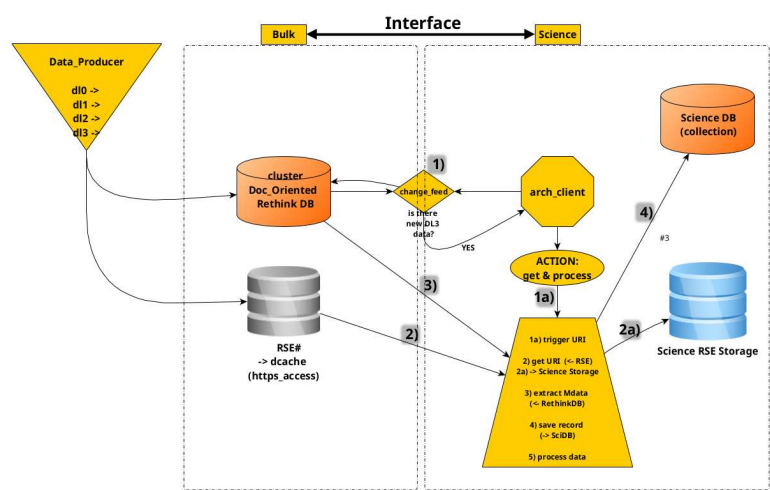 Interface
Bulk
Science
Data_Producer
dl0 ->
dl1 ->
dl2 ->
dl3 ->
cluster
Doc_Oriented
Rethink DB
1)
change_feed
is there
new DL3
data?
YES
arch_client
Science DB
(collection)
4)
#3
ACTION:
get & process
1a)
3)
2)
RSE#
-> dcache
(https_access)
1a) trigger URI
2) get URI (<- RSE)
2a) -> Science Storage
3) extract Mdata
(<- RethinkDB)
4) save record
(-> SciDB)
5) process data
2a)
Science RSE Storage